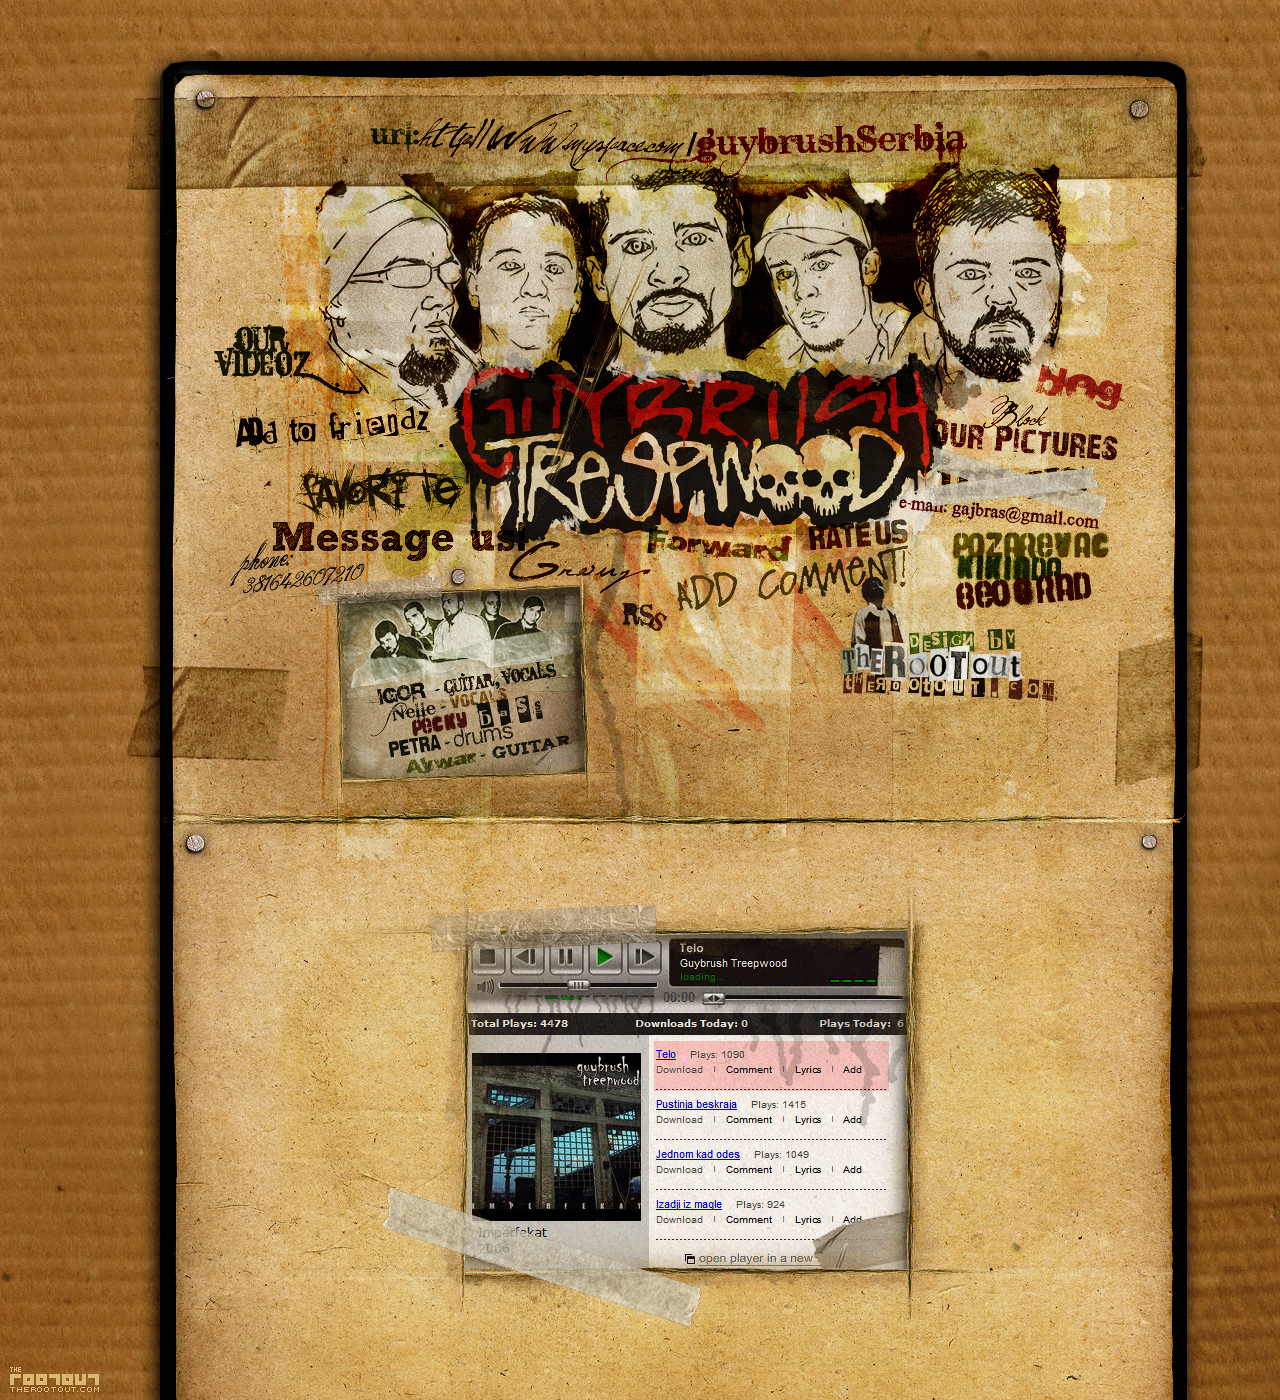 url:http//Www.myspace.com/guybrushSerbia
OUR
VIDEOZ
blog
Add to friendz
Block
OUR PICTURES
GUYBRUSH
TREEPWOOD
FAVORITE
e-mail: gajbras@gmail.com
Message us!
Forward
RATE US
POZAREVAC
KIKINDA
BEOGRAD
phone:
381642607210
Group
ADD COMMENT!
RSS
DESIGN BY
THEROOTOUT
THEROOTOUT.COM
IGOR - GUITAR, VOCALS
Nelle - VOCALS
PECKY bass
PETRA - drums
Aywar - GUITAR
Telo
Guybrush Treepwood
loading...
00:00
Total Plays: 4478 Downloads Today: 0 Plays Today: 6
guybrush
treepwood
IMPERFEKAT
Imperfekat
2006
Telo Plays: 1090
Download | Comment | Lyrics | Add
Pustinja beskraja Plays: 1415
Download | Comment | Lyrics | Add
Jednom kad odes Plays: 1049
Download | Comment | Lyrics | Add
Izadji iz magle Plays: 924
Download | Comment | Lyrics | Add
open player in a new
THE
ROOTOUT
THEROOTOUT.COM